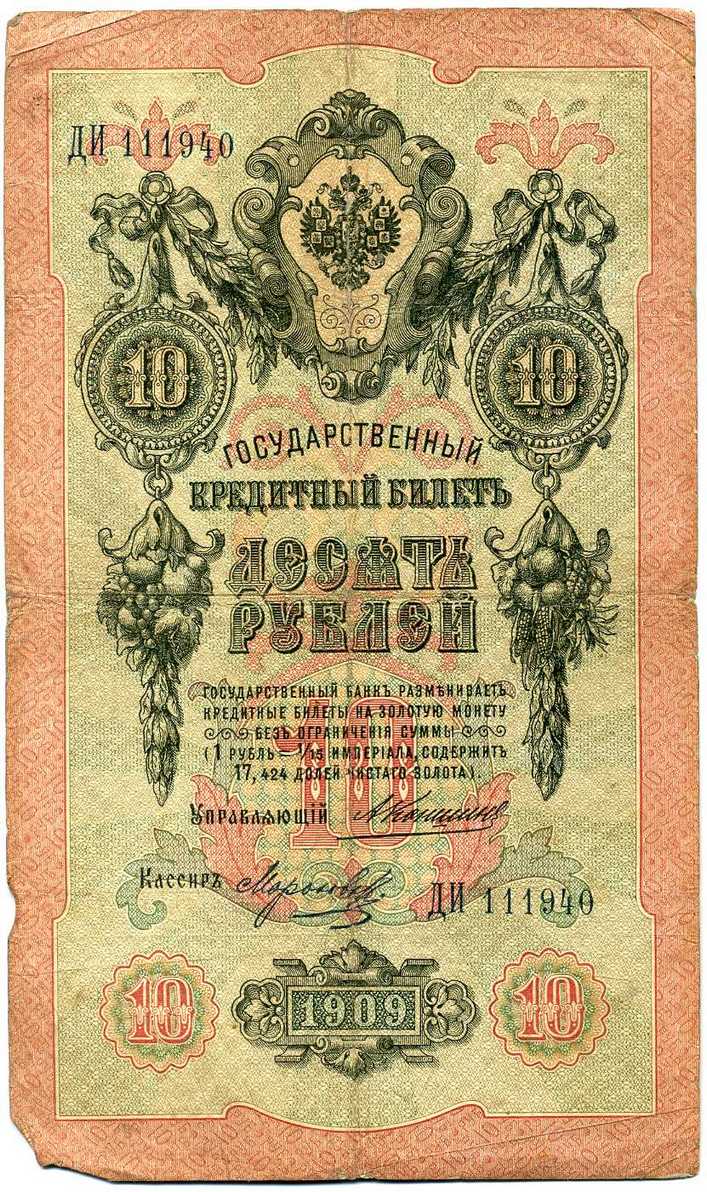 ДИ 111940
10
10
ГОСУДАРСТВЕННЫЙ
КРЕДИТНЫЙ БИЛЕТЪ
ДЕСЯТЬ
РУБЛЕЙ
ГОСУДАРСТВЕННЫЙ БАНКЪ РАЗМѢНИВАЕТЪ
КРЕДИТНЫЕ БИЛЕТЫ НА ЗОЛОТУЮ МОНЕТУ
БЕЗЪ ОГРАНИЧЕНІЯ СУММЫ
(1 РУБЛЬ = 1/15 ИМПЕРІАЛА, СОДЕРЖИТЪ
17,424 ДОЛЕЙ ЧИСТАГО ЗОЛОТА).
10
УПРАВЛЯЮЩІЙ
КАССИРЪ
ДИ 111940
10
1909
10